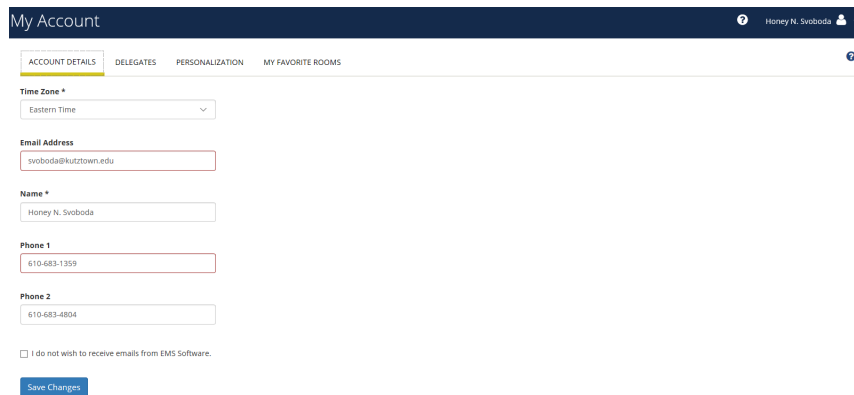 My Account
? Honey N. Svoboda
ACCOUNT DETAILS DELEGATES PERSONALIZATION MY FAVORITE ROOMS ?
Time Zone *
Eastern Time
Email Address
svoboda@kutztown.edu
Name *
Honey N. Svoboda
Phone 1
610-683-1359
Phone 2
610-683-4804
I do not wish to receive emails from EMS Software.
Save Changes